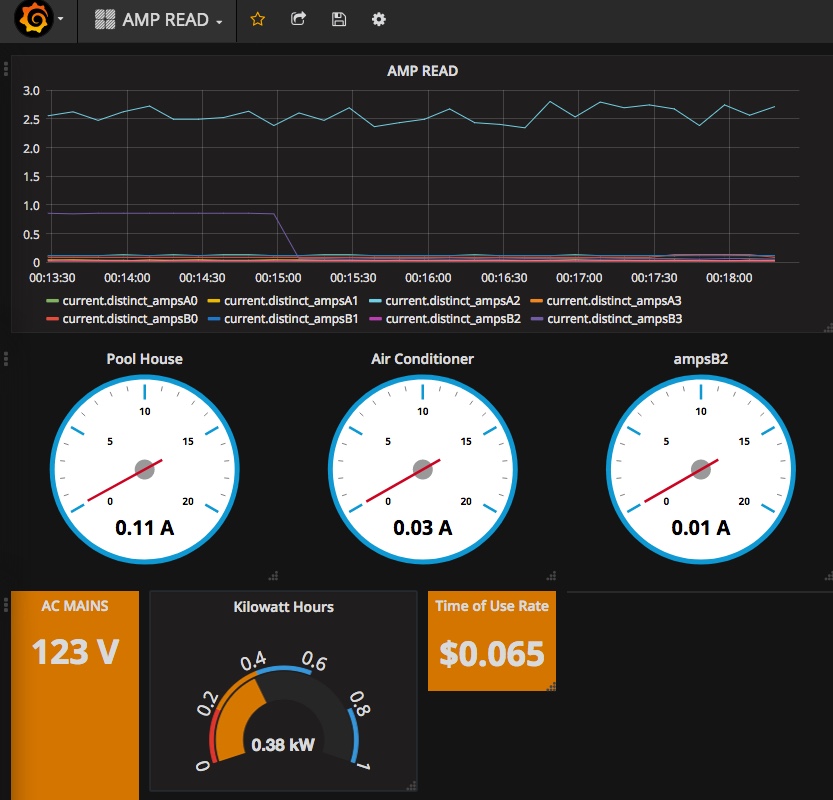 AMP READ
AMP READ
3.0
2.5
2.0
1.5
1.0
0.5
0
00:13:30 00:14:00 00:14:30 00:15:00 00:15:30 00:16:00 00:16:30 00:17:00 00:17:30 00:18:00
current.distinct_ampsA0 current.distinct_ampsA1 current.distinct_ampsA2 current.distinct_ampsA3
current.distinct_ampsB0 current.distinct_ampsB1 current.distinct_ampsB2 current.distinct_ampsB3
Pool House Air Conditioner ampsB2
10 10 10
5 15 5 15 5 15
0 20 0 20 0 20
0.11 A 0.03 A 0.01 A
AC MAINS Kilowatt Hours Time of Use Rate
123 V $0.065
0.4 0.6
0.2 0.8
0.38 kW
0 1